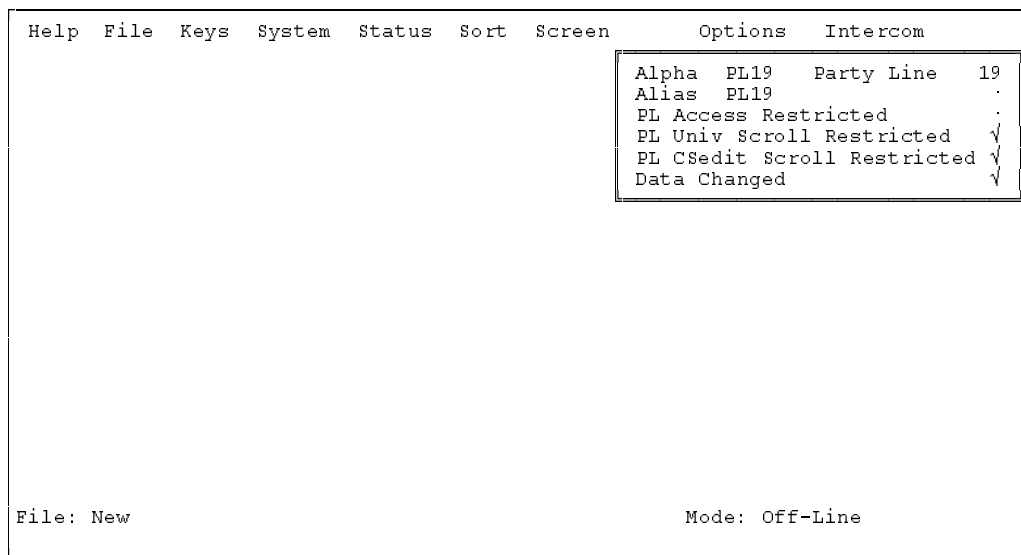 Help File Keys System Status Sort Screen Options Intercom
Alpha PL19 Party Line 19
Alias PL19 ·
PL Access Restricted ·
PL Univ Scroll Restricted √
PL CSedit Scroll Restricted √
Data Changed √
File: New Mode: Off-Line